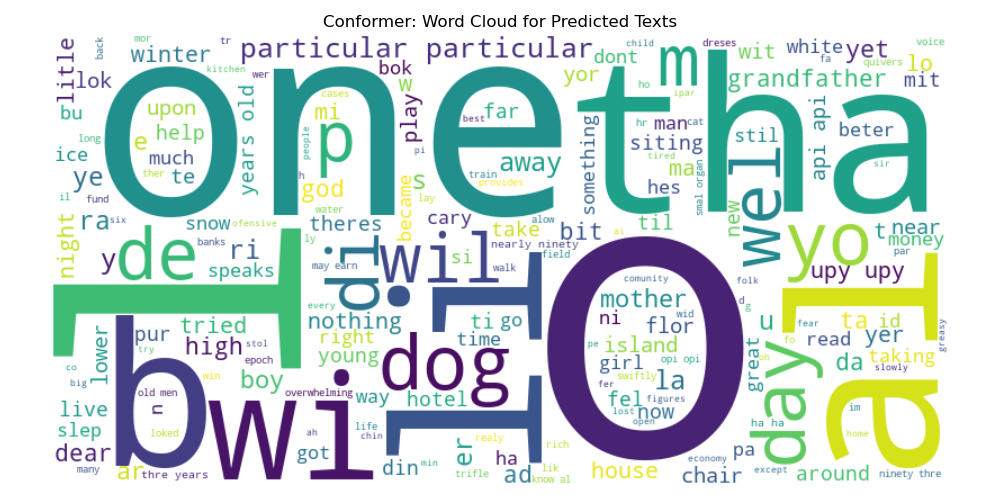 Conformer: Word Cloud for Predicted Texts
back mor tr particular particular child dreses voice
little winter kitchen wer bok dont wit white yet fa quivers
lok cases w yor m ho grandfather lo mit
bu upon mi play far something ipar man cat api api
onetha
long e help p best hr siting stil beter
ice much people pi away tired ma sir
ye ther te years old god h s train hes smal organ
il fund water became lay provides new wel
ra six snow ofensive theres cary take alow bit til yo t near
night banks ri ly di wil si nearly ninety ai money
y de speaks may earn walk field comunity folk upy upy
I I O l
every nothing ti go mother wid d g u ta id
lower pur tried right time ni flor fear fo read yer greasy
try high stol young dog pe island great da taking
co big epoch girl opi opi oh slowly
b old men win boy overwhelming way l fer swiftly la day a
live n wi hotel fel figures im
slep looked life er lost now open ha ha home
dear ah chin got realy rich economy pa
many ar thre years din min ha lik house chair except around
trifle ad know al ninety thre